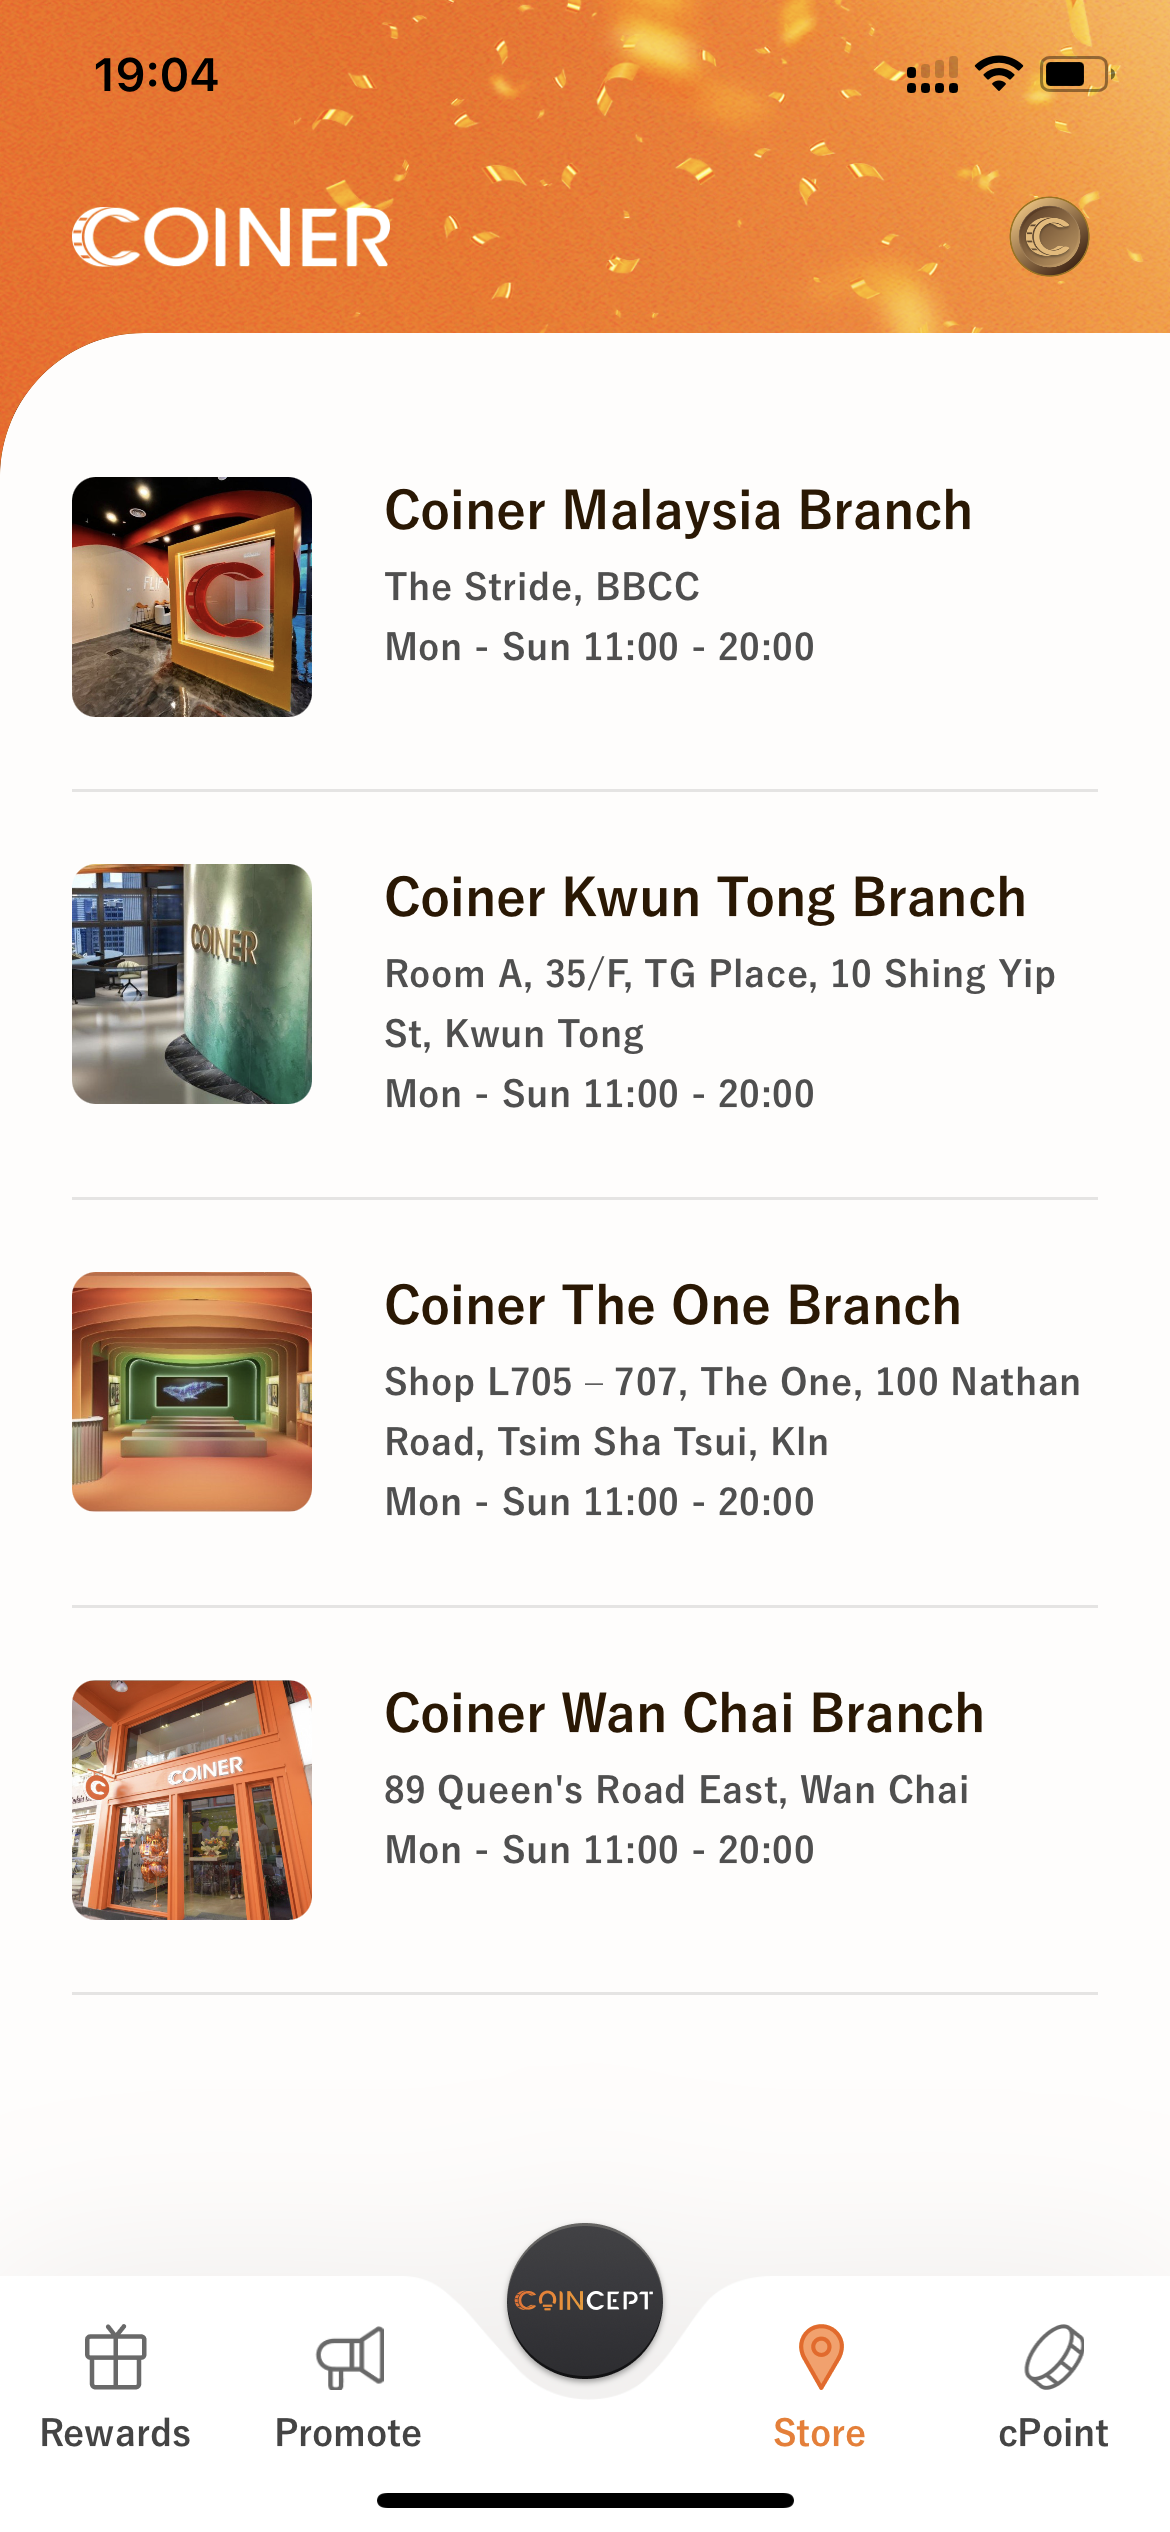 19:04
COINER
Coiner Malaysia Branch
The Stride, BBCC
Mon - Sun 11:00 - 20:00
COINER
Coiner Kwun Tong Branch
Room A, 35/F, TG Place, 10 Shing Yip
St, Kwun Tong
Mon - Sun 11:00 - 20:00
Coiner The One Branch
Shop L705 – 707, The One, 100 Nathan
Road, Tsim Sha Tsui, Kln
Mon - Sun 11:00 - 20:00
COINER
Coiner Wan Chai Branch
89 Queen's Road East, Wan Chai
Mon - Sun 11:00 - 20:00
COINCEPT
Rewards
Promote
Store
cPoint